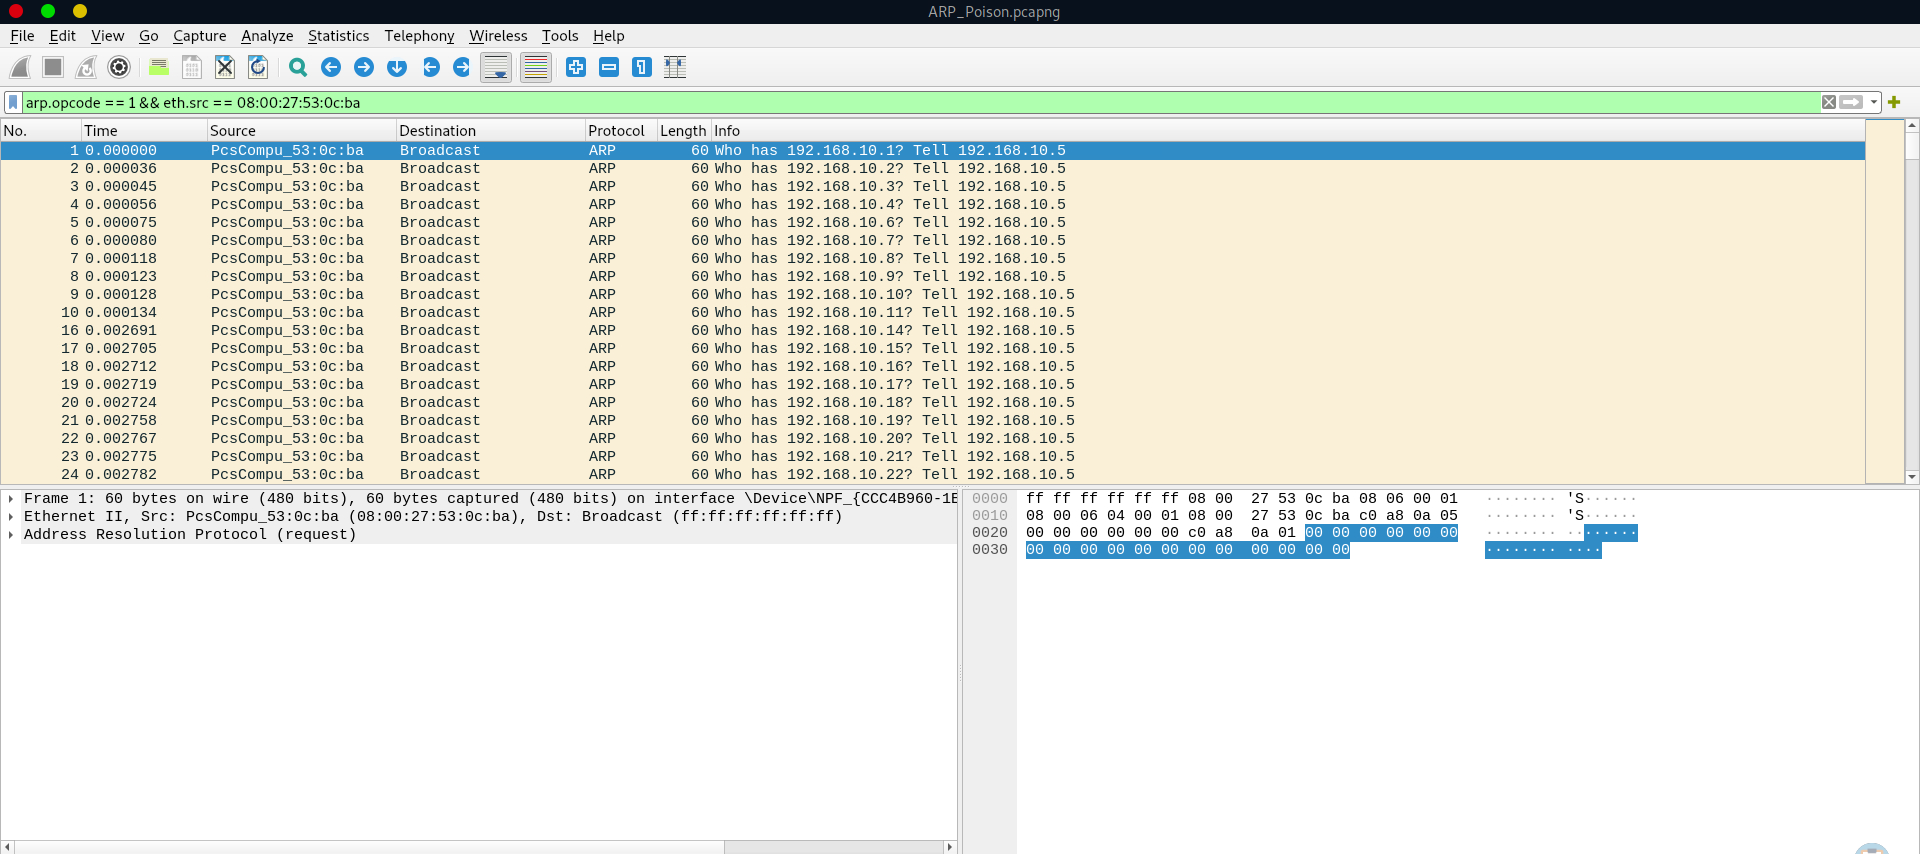 ARP_Poison.pcapng
File Edit View Go Capture Analyze Statistics Telephony Wireless Tools Help
arp.opcode == 1 && eth.src == 08:00:27:53:0c:ba
No. Time Source Destination Protocol Length Info
1 0.000000 PcsCompu_53:0c:ba Broadcast ARP 60 Who has 192.168.10.1? Tell 192.168.10.5
2 0.000036 PcsCompu_53:0c:ba Broadcast ARP 60 Who has 192.168.10.2? Tell 192.168.10.5
3 0.000045 PcsCompu_53:0c:ba Broadcast ARP 60 Who has 192.168.10.3? Tell 192.168.10.5
4 0.000056 PcsCompu_53:0c:ba Broadcast ARP 60 Who has 192.168.10.4? Tell 192.168.10.5
5 0.000075 PcsCompu_53:0c:ba Broadcast ARP 60 Who has 192.168.10.6? Tell 192.168.10.5
6 0.000080 PcsCompu_53:0c:ba Broadcast ARP 60 Who has 192.168.10.7? Tell 192.168.10.5
7 0.000118 PcsCompu_53:0c:ba Broadcast ARP 60 Who has 192.168.10.8? Tell 192.168.10.5
8 0.000123 PcsCompu_53:0c:ba Broadcast ARP 60 Who has 192.168.10.9? Tell 192.168.10.5
9 0.000128 PcsCompu_53:0c:ba Broadcast ARP 60 Who has 192.168.10.10? Tell 192.168.10.5
10 0.000134 PcsCompu_53:0c:ba Broadcast ARP 60 Who has 192.168.10.11? Tell 192.168.10.5
16 0.002691 PcsCompu_53:0c:ba Broadcast ARP 60 Who has 192.168.10.14? Tell 192.168.10.5
17 0.002705 PcsCompu_53:0c:ba Broadcast ARP 60 Who has 192.168.10.15? Tell 192.168.10.5
18 0.002712 PcsCompu_53:0c:ba Broadcast ARP 60 Who has 192.168.10.16? Tell 192.168.10.5
19 0.002719 PcsCompu_53:0c:ba Broadcast ARP 60 Who has 192.168.10.17? Tell 192.168.10.5
20 0.002724 PcsCompu_53:0c:ba Broadcast ARP 60 Who has 192.168.10.18? Tell 192.168.10.5
21 0.002758 PcsCompu_53:0c:ba Broadcast ARP 60 Who has 192.168.10.19? Tell 192.168.10.5
22 0.002767 PcsCompu_53:0c:ba Broadcast ARP 60 Who has 192.168.10.20? Tell 192.168.10.5
23 0.002775 PcsCompu_53:0c:ba Broadcast ARP 60 Who has 192.168.10.21? Tell 192.168.10.5
24 0.002782 PcsCompu_53:0c:ba Broadcast ARP 60 Who has 192.168.10.22? Tell 192.168.10.5
Frame 1: 60 bytes on wire (480 bits), 60 bytes captured (480 bits) on interface \Device\NPF_{CCC4B960-1E
Ethernet II, Src: PcsCompu_53:0c:ba (08:00:27:53:0c:ba), Dst: Broadcast (ff:ff:ff:ff:ff:ff)
Address Resolution Protocol (request)
0000 ff ff ff ff ff ff 08 00 27 53 0c ba 08 06 00 01 ········ 'S······
0010 08 00 06 04 00 01 08 00 27 53 0c ba c0 a8 0a 05 ········ 'S······
0020 00 00 00 00 00 00 c0 a8 0a 01 00 00 00 00 00 00 ········ ········
0030 00 00 00 00 00 00 00 00 00 00 00 00 ········ ····